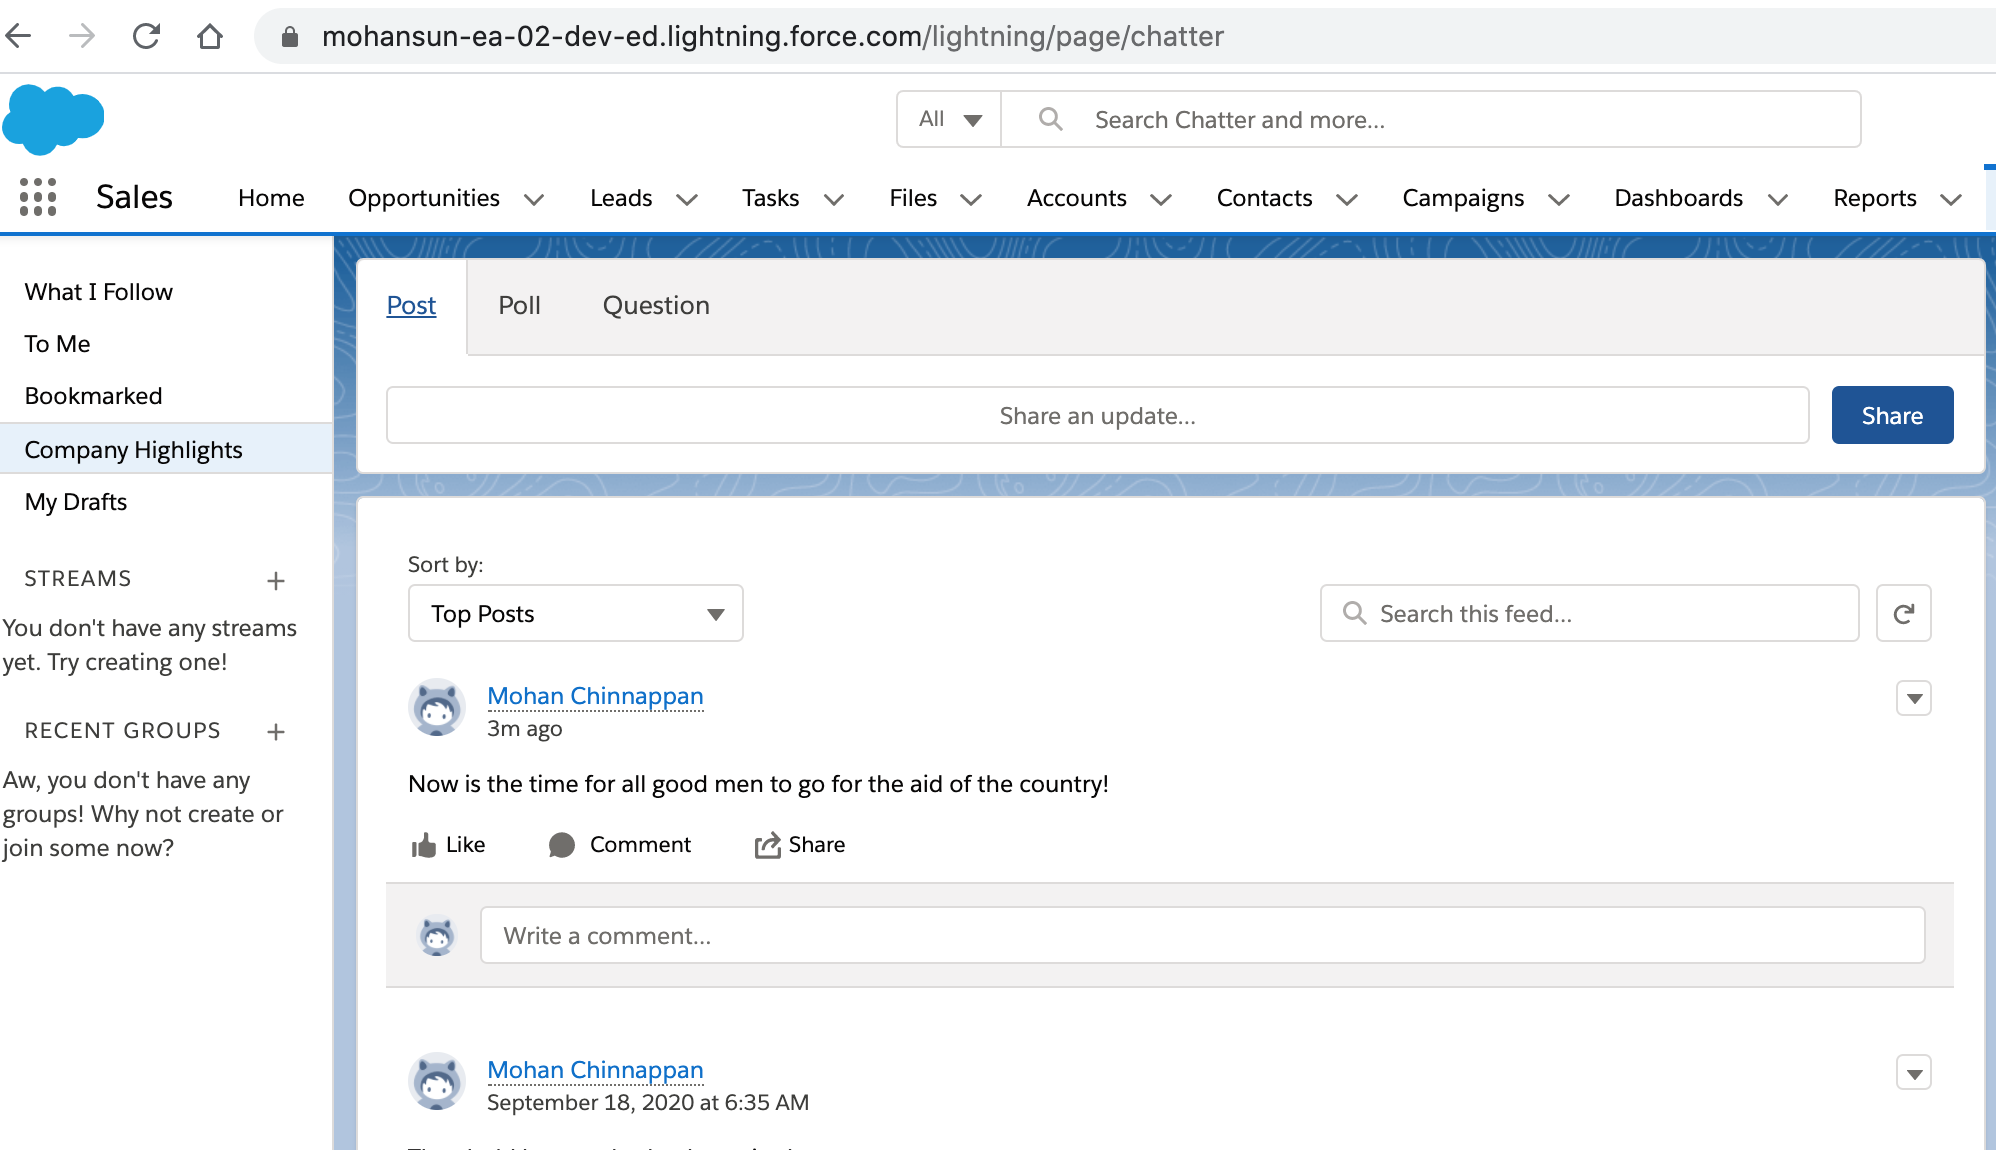 mohansun-ea-02-dev-ed.lightning.force.com/lightning/page/chatter
All
Search Chatter and more...
Sales
Home
Opportunities
Leads
Tasks
Files
Accounts
Contacts
Campaigns
Dashboards
Reports
What I Follow
To Me
Bookmarked
Company Highlights
My Drafts
STREAMS
You don't have any streams
yet. Try creating one!
RECENT GROUPS
Aw, you don't have any
groups! Why not create or
join some now?
Post
Poll
Question
Share an update...
Share
Sort by:
Top Posts
Search this feed...
Mohan Chinnappan
3m ago
Now is the time for all good men to go for the aid of the country!
Like
Comment
Share
Write a comment...
Mohan Chinnappan
September 18, 2020 at 6:35 AM